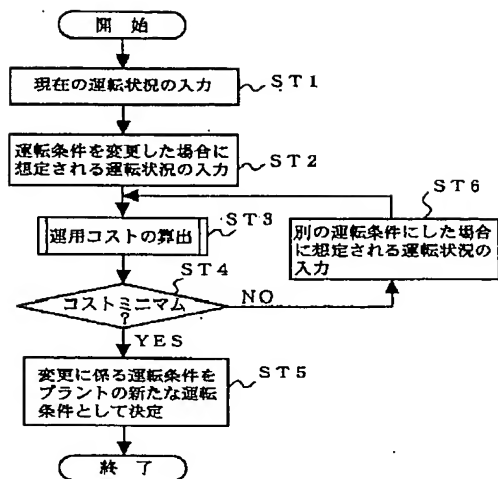 開 始
現在の運転状況の入力
ST1
運転条件を変更した場合に
想定される運転状況の入力
ST2
運用コストの算出
ST3
ST4
コストミニマム
?
NO
YES
ST6
別の運転条件にした場合
に想定される運転状況の
入力
変更に係る運転条件を
プラントの新たな運転
条件として決定
ST5
終 了